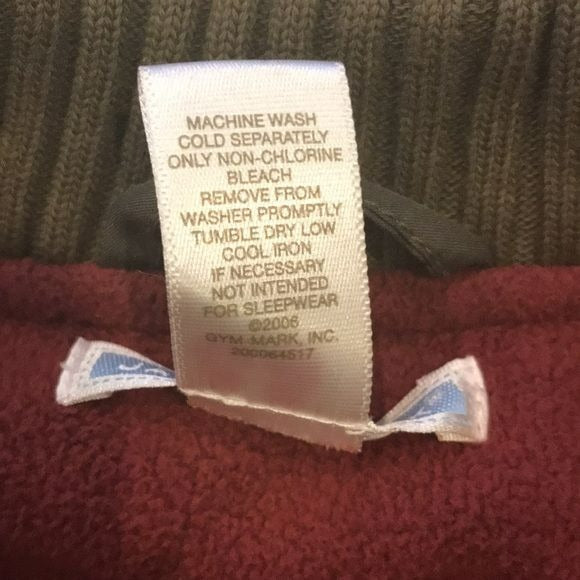 MACHINE WASH
COLD SEPARATELY
ONLY NON-CHLORINE
BLEACH
REMOVE FROM
WASHER PROMPTLY
TUMBLE DRY LOW
COOL IRON
IF NECESSARY
NOT INTENDED
FOR SLEEPWEAR
©2006
GYM-MARK, INC.
200064517